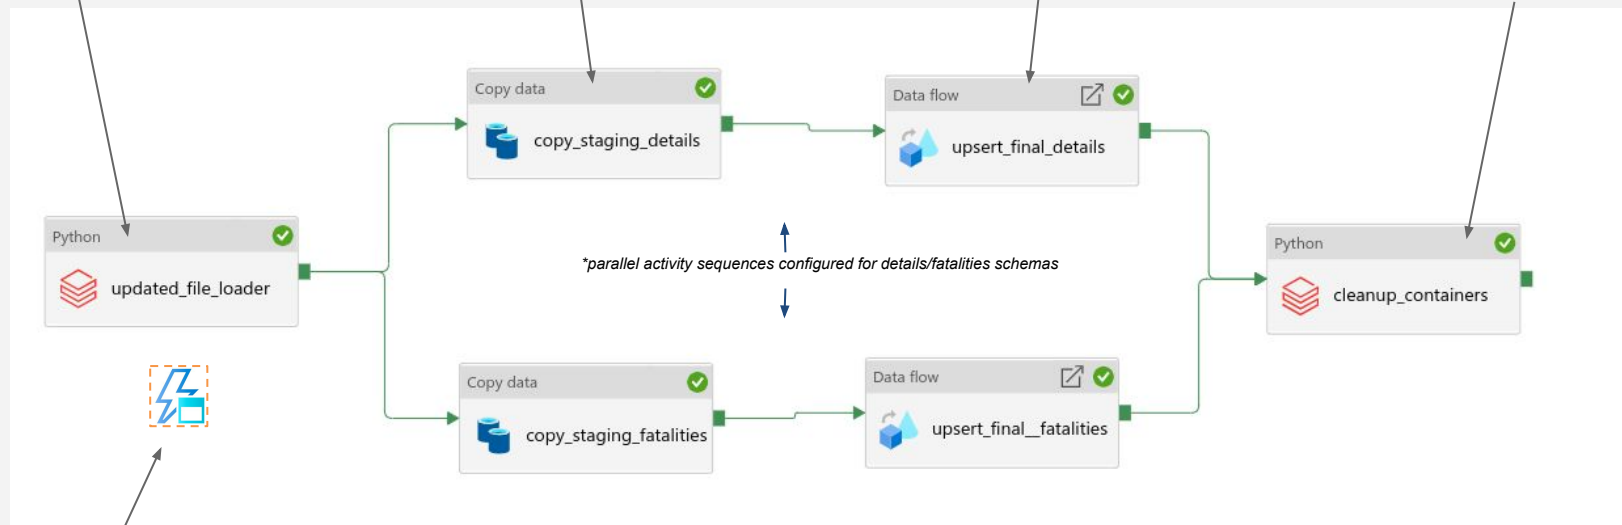 Copy data
copy_staging_details
Data flow
upsert_final_details
Python
updated_file_loader
*parallel activity sequences configured for details/fatalities schemas
Python
cleanup_containers
Copy data
copy_staging_fatalities
Data flow
upsert_final__fatalities